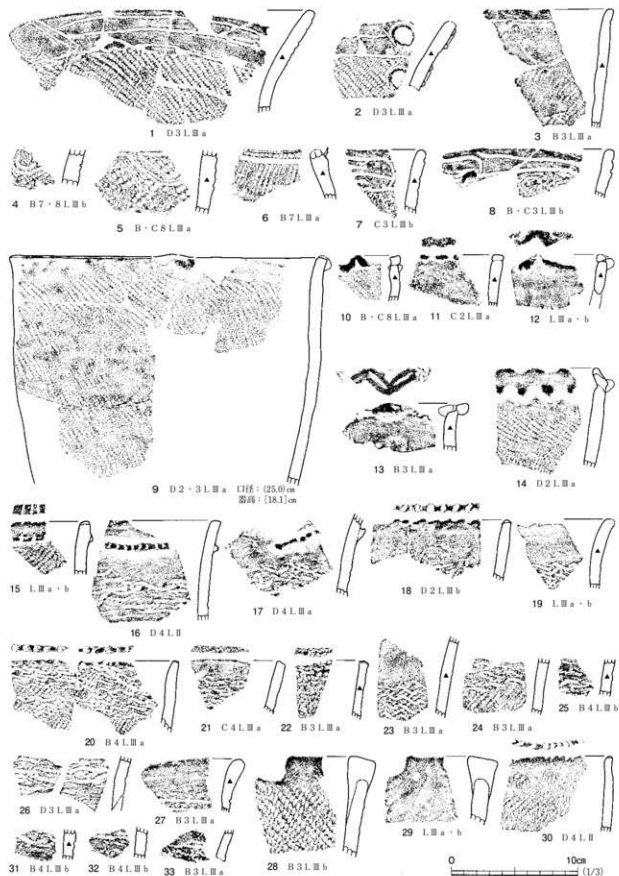 1 D3LⅢa
2 D3LⅢa
3 B3LⅢa
4 B7・8LⅢb
5 B・C8LⅢa
6 B7LⅢa
7 C3LⅢb
8 B・C3LⅢb
9 D2・3LⅢa 口径：(25.0)㎝
器高：[18.1]㎝
10 B・C8LⅢa
11 C2LⅢa
12 LⅢa・b
13 B3LⅢa
14 D2LⅢa
15 LⅢa・b
16 D4LⅡ
17 D4LⅢa
18 D2LⅢb
19 LⅢa・b
20 B4LⅢa
21 C4LⅢa
22 B3LⅢa
23 B3LⅢa
24 B3LⅢa
25 B4LⅢb
26 D3LⅢa
27 B3LⅢa
28 B3LⅢb
29 LⅢa・b
30 D4LⅡ
31 B4LⅢb
32 B4LⅢb
33 B3LⅢa
0 10cm
(1/3)